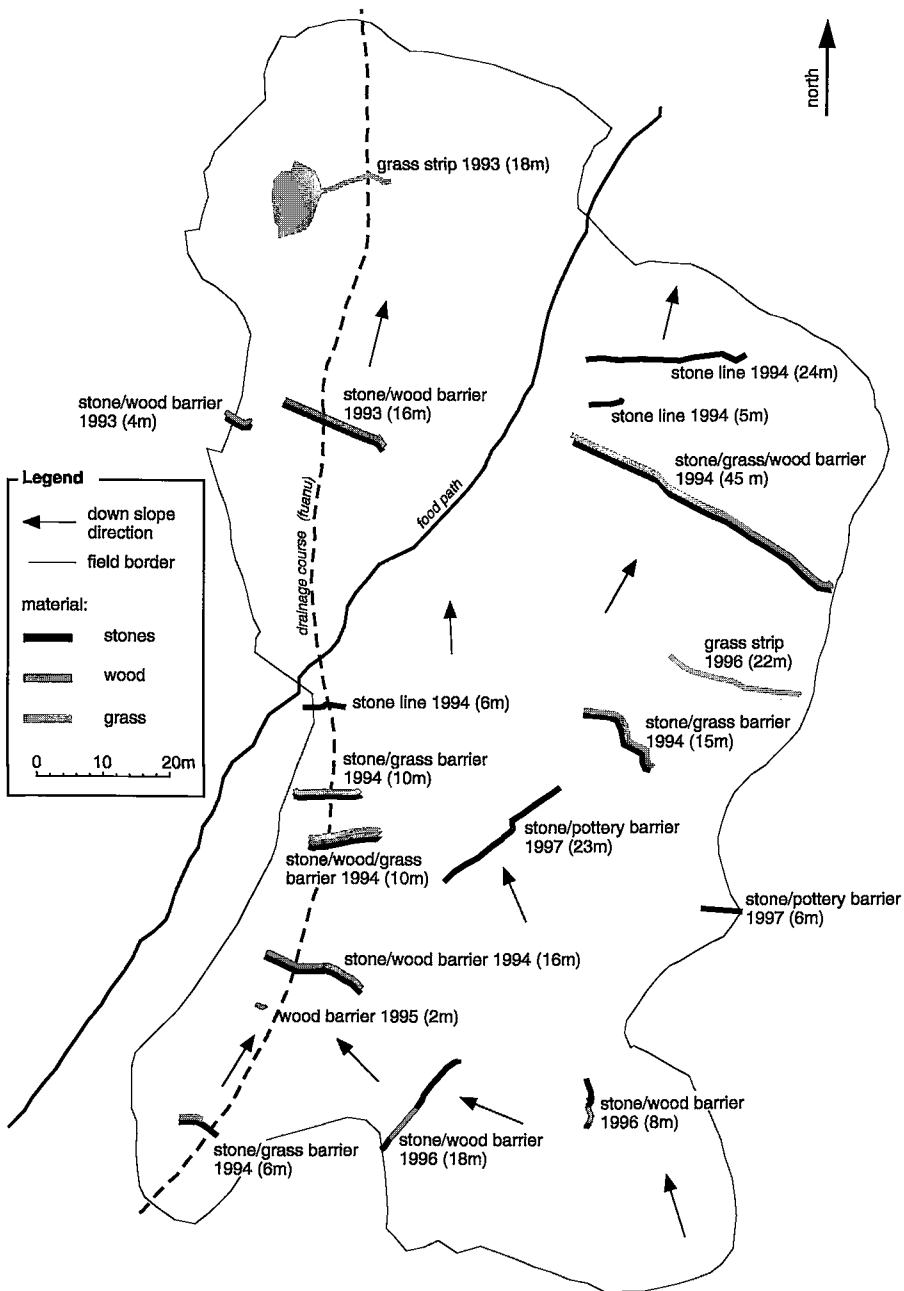 north
grass strip 1993 (18m)
stone line 1994 (24m)
stone/wood barrier
1993 (4m)
stone/wood barrier
1993 (16m)
stone line 1994 (5m)
stone/grass/wood barrier
1994 (45 m)
Legend
down slope
direction
field border
material:
stones
wood
grass
0 10 20m
drainage course (fuanu)
food path
grass strip
1996 (22m)
stone line 1994 (6m)
stone/grass barrier
1994 (15m)
stone/grass barrier
1994 (10m)
stone/pottery barrier
1997 (23m)
stone/wood/grass
barrier 1994 (10m)
stone/pottery barrier
1997 (6m)
stone/wood barrier 1994 (16m)
wood barrier 1995 (2m)
stone/wood barrier
1996 (8m)
stone/grass barrier
1994 (6m)
stone/wood barrier
1996 (18m)